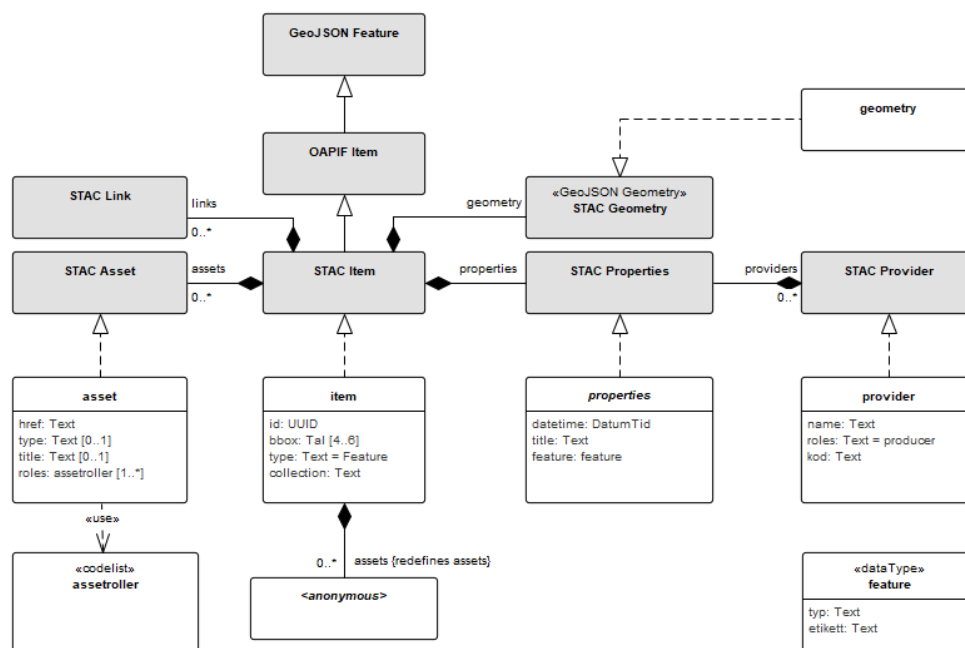 GeoJSON Feature
geometry
OAPIF Item
STAC Link
links
0..*
geometry
«GeoJSON Geometry»
STAC Geometry
STAC Asset
assets
0..*
STAC Item
properties
STAC Properties
providers
0..*
STAC Provider
asset
href: Text
type: Text [0..1]
title: Text [0..1]
roles: assetroller [1..*]
item
id: UUID
bbox: Tal [4..6]
type: Text = Feature
collection: Text
properties
datetime: DatumTid
title: Text
feature: feature
provider
name: Text
roles: Text = producer
kod: Text
«use»
«codelist»
assetroller
0..*
assets {redefines assets}
<anonymous>
«dataType»
feature
typ: Text
etikett: Text